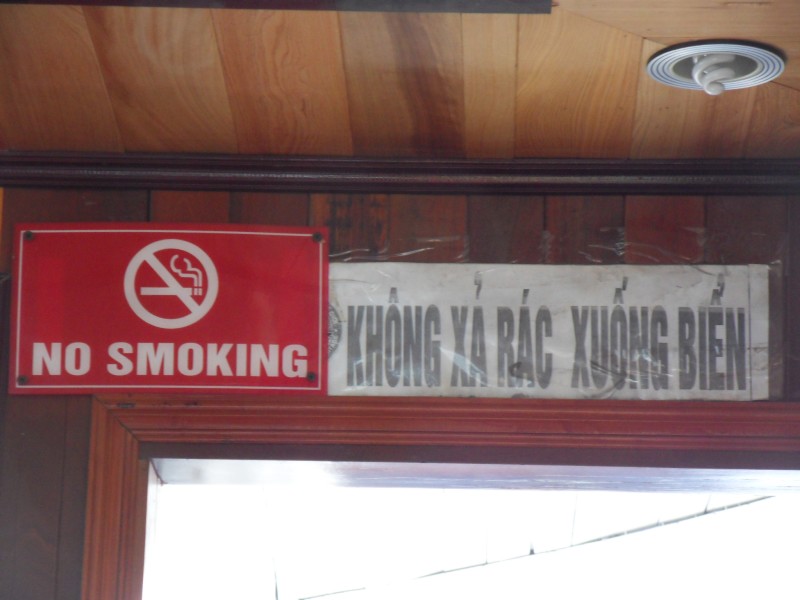 NO SMOKING
KHÔNG XẢ RÁC XUỐNG BIỂN